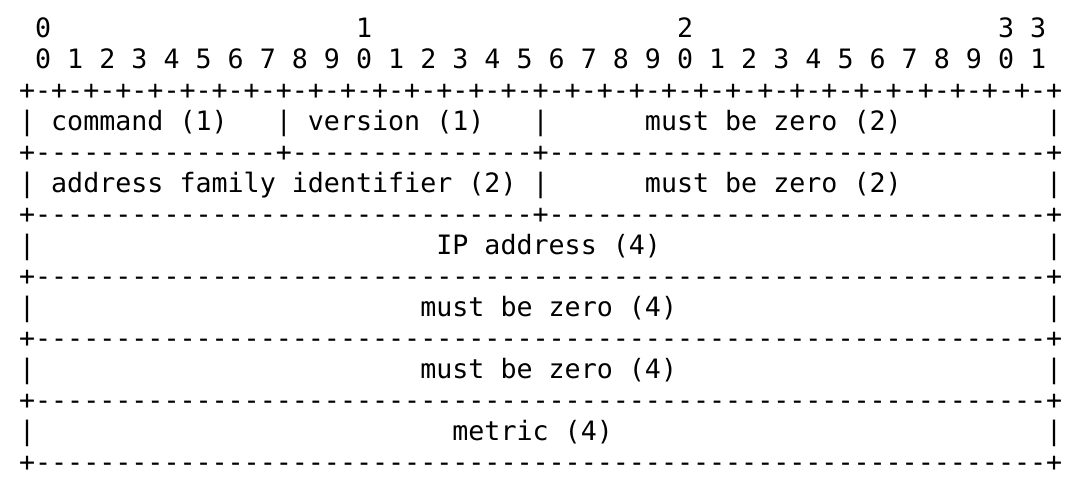 0                   1                   2                   3 3
 0 1 2 3 4 5 6 7 8 9 0 1 2 3 4 5 6 7 8 9 0 1 2 3 4 5 6 7 8 9 0 1
+-+-+-+-+-+-+-+-+-+-+-+-+-+-+-+-+-+-+-+-+-+-+-+-+-+-+-+-+-+-+-+-+
| command (1)   | version (1)   |      must be zero (2)         |
+---------------+---------------+-------------------------------+
| address family identifier (2) |      must be zero (2)         |
+-------------------------------+-------------------------------+
|                         IP address (4)                        |
+---------------------------------------------------------------+
|                        must be zero (4)                       |
+---------------------------------------------------------------+
|                        must be zero (4)                       |
+---------------------------------------------------------------+
|                          metric (4)                           |
+---------------------------------------------------------------+